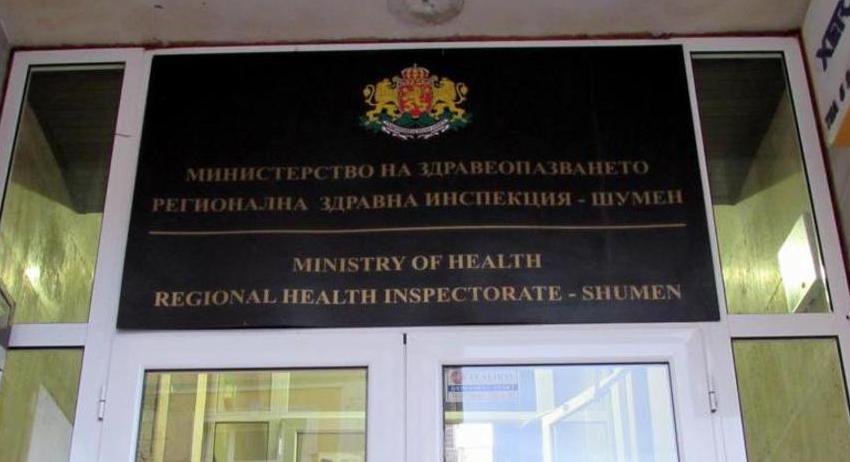 МИНИСТЕРСТВО НА ЗДРАВЕОПАЗВАНЕТО
РЕГИОНАЛНА ЗДРАВНА ИНСПЕКЦИЯ - ШУМЕН
MINISTRY OF HEALTH
REGIONAL HEALTH INSPECTORATE - SHUMEN